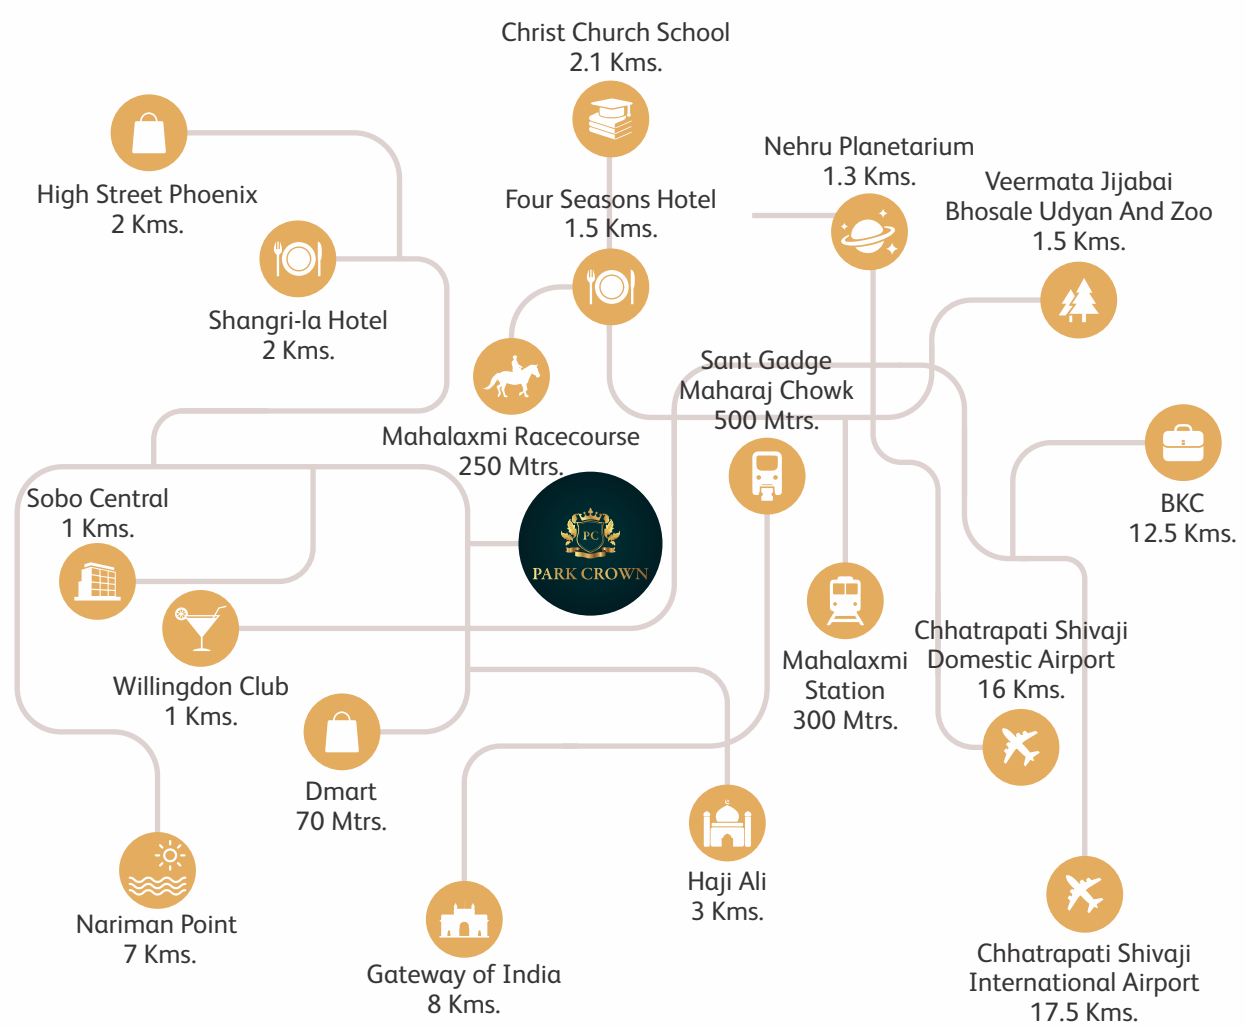 Christ Church School
2.1 Kms.
High Street Phoenix
2 Kms.
Four Seasons Hotel
1.5 Kms.
Nehru Planetarium
1.3 Kms.
Veermata Jijabai
Bhosale Udyan And Zoo
1.5 Kms.
Shangri-la Hotel
2 Kms.
Sant Gadge
Maharaj Chowk
500 Mtrs.
Mahalaxmi Racecourse
250 Mtrs.
Sobo Central
1 Kms.
BKC
12.5 Kms.
PC
PARK CROWN
Willingdon Club
1 Kms.
Mahalaxmi
Station
300 Mtrs.
Chhatrapati Shivaji
Domestic Airport
16 Kms.
Dmart
70 Mtrs.
Haji Ali
3 Kms.
Nariman Point
7 Kms.
Gateway of India
8 Kms.
Chhatrapati Shivaji
International Airport
17.5 Kms.